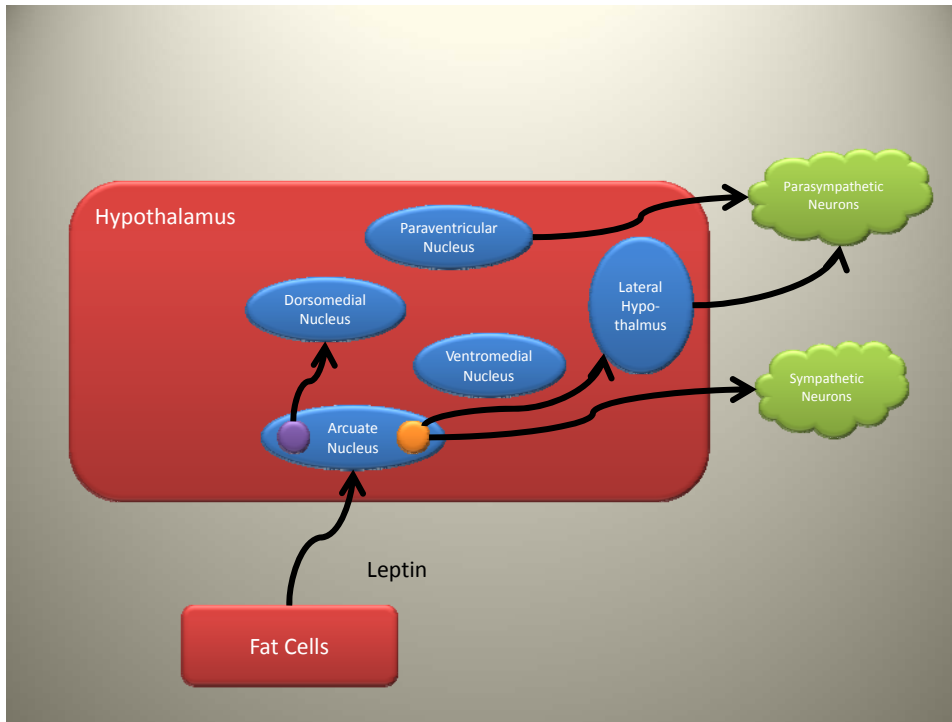 Hypothalamus
Paraventricular
Nucleus
Parasympathetic
Neurons
Dorsomedial
Nucleus
Lateral
Hypo-
thalmus
Ventromedial
Nucleus
Sympathetic
Neurons
Arcuate
Nucleus
Leptin
Fat Cells